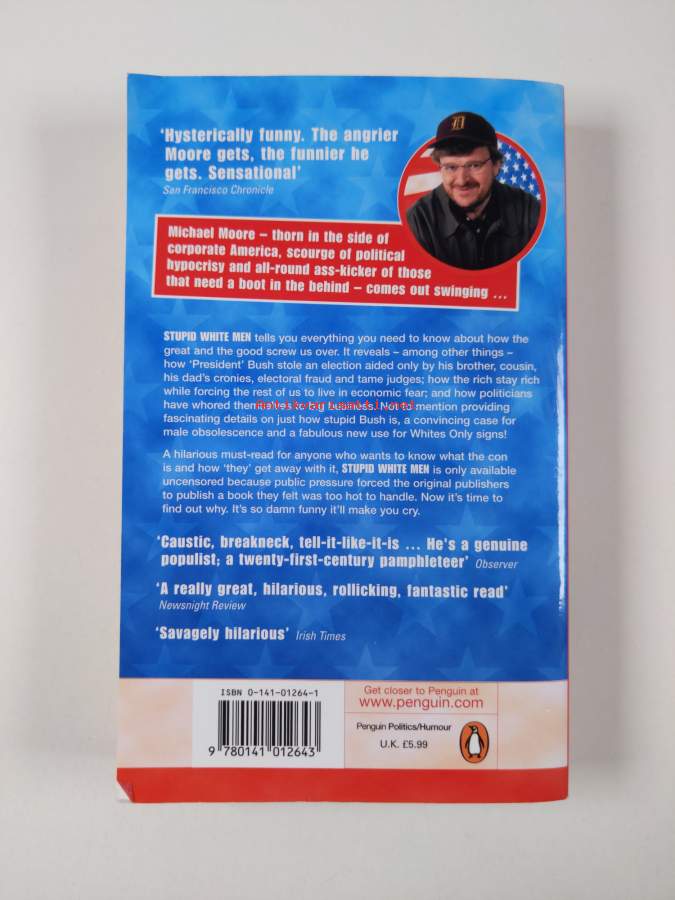 ‘Hysterically funny. The angrier
Moore gets, the funnier he
gets. Sensational’
San Francisco Chronicle
Michael Moore – thorn in the side of
corporate America, scourge of political
hypocrisy and all-round ass-kicker of those
that need a boot in the behind – comes out swinging ...
STUPID WHITE MEN tells you everything you need to know about how the
great and the good screw us over. It reveals – among other things –
how ‘President’ Bush stole an election aided only by his brother, cousin,
his dad’s cronies, electoral fraud and tame judges; how the rich stay rich
while forcing the rest of us to live in economic fear; and how politicians
have whored themselves to big business. Not to mention providing
fascinating details on just how stupid Bush is, a convincing case for
male obsolescence and a fabulous new use for Whites Only signs!
A hilarious must-read for anyone who wants to know what the con
is and how ‘they’ get away with it, STUPID WHITE MEN is only available
uncensored because public pressure forced the original publishers
to publish a book they felt was too hot to handle. Now it’s time to
find out why. It’s so damn funny it’ll make you cry.
‘Caustic, breakneck, tell-it-like-it-is ... He’s a genuine
populist; a twenty-first-century pamphleteer’ Observer
‘A really great, hilarious, rollicking, fantastic read’
Newsnight Review
‘Savagely hilarious’ Irish Times
ISBN 0-141-01264-1
9 780141 012643
Get closer to Penguin at
www.penguin.com
Penguin Politics/Humour
U.K. £5.99